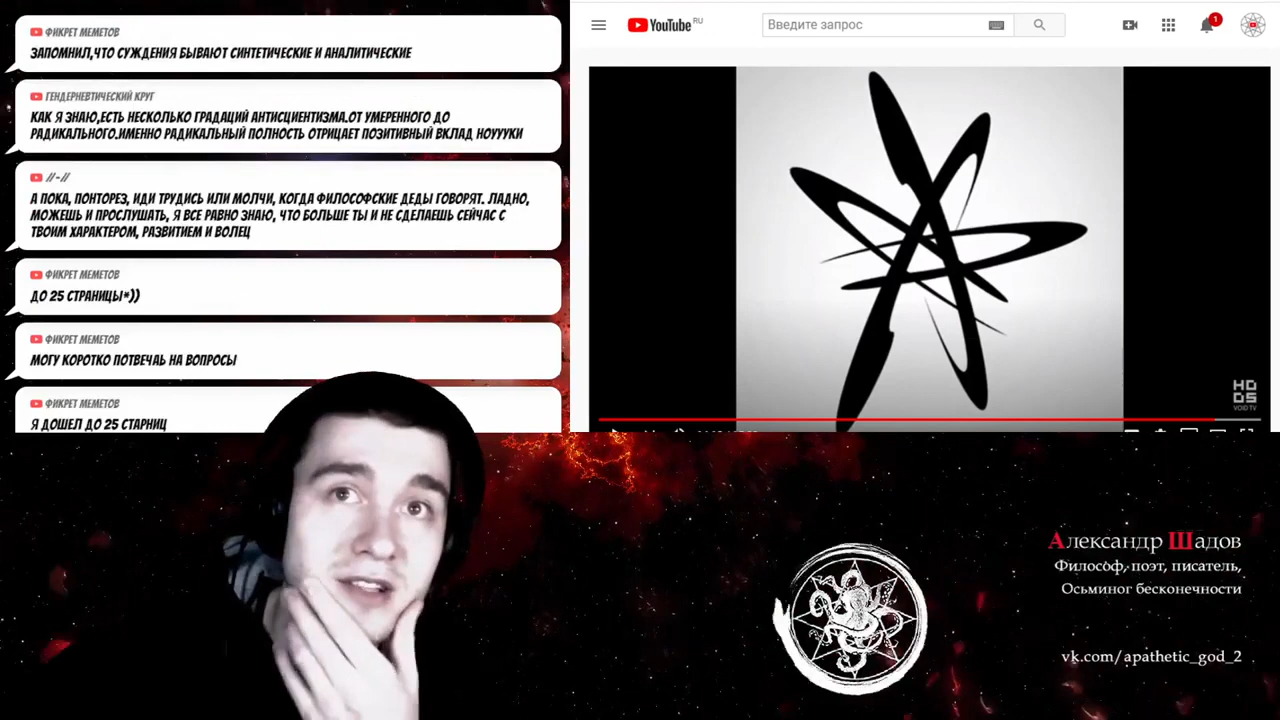 ФИКРЕТ МЕМЕТОВ
ЗАПОМНИЛ,ЧТО СУЖДЕНИЯ БЫВАЮТ СИНТЕТИЧЕСКИЕ И АНАЛИТИЧЕСКИЕ
ГЕНДЕРНЕВТИЧЕСКИЙ КРУГ
КАК Я ЗНАЮ,ЕСТЬ НЕСКОЛЬКО ГРАДАЦИЙ АНТИСЦИЕНТИЗМА.ОТ УМЕРЕННОГО ДО
РАДИКАЛЬНОГО.ИМЕННО РАДИКАЛЬНЫЙ ПОЛНОСТЬ ОТРИЦАЕТ ПОЗИТИВНЫЙ ВКЛАД НОУУУКИ
//-//
А ПОКА, ПОНТОРЕЗ, ИДИ ТРУДИСЬ ИЛИ МОЛЧИ, КОГДА ФИЛОСОФСКИЕ ДЕДЫ ГОВОРЯТ. ЛАДНО,
МОЖЕШЬ И ПРОСЛУШАТЬ, Я ВСЕ РАВНО ЗНАЮ, ЧТО БОЛЬШЕ ТЫ И НЕ СДЕЛАЕШЬ СЕЙЧАС С
ТВОИМ ХАРАКТЕРОМ, РАЗВИТИЕМ И ВОЛЕЦ
ФИКРЕТ МЕМЕТОВ
ДО 25 СТРАНИЦЫ*))
ФИКРЕТ МЕМЕТОВ
МОГУ КОРОТКО ПОТВЕЧАЬ НА ВОПРОСЫ
ФИКРЕТ МЕМЕТОВ
Я ДОШЕЛ ДО 25 СТАРНИЦ
YouTube RU
Введите запрос
1
HD
OS
VOID TV
Александр Шадов
Философ, поэт, писатель,
Осьминог бесконечности
vk.com/apathetic_god_2